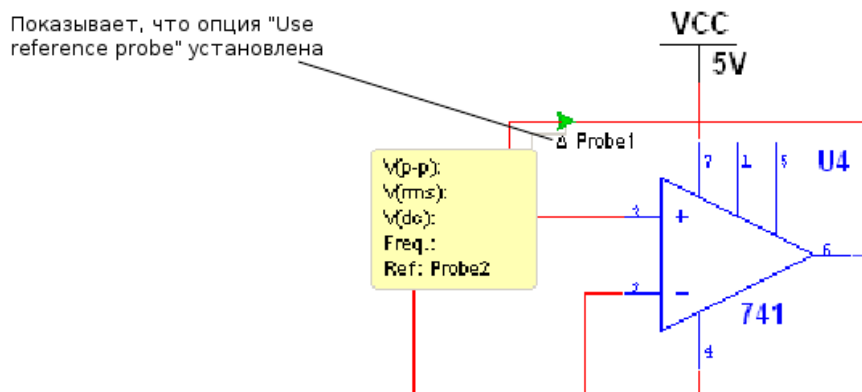 Показывает, что опция "Use
reference probe" установлена
VCC
5V
Δ Probe1
V(p-p):
V(rms):
V(dc):
Freq.:
Ref: Probe2
7 1 5
U4
3
+
6
2
−
741
4